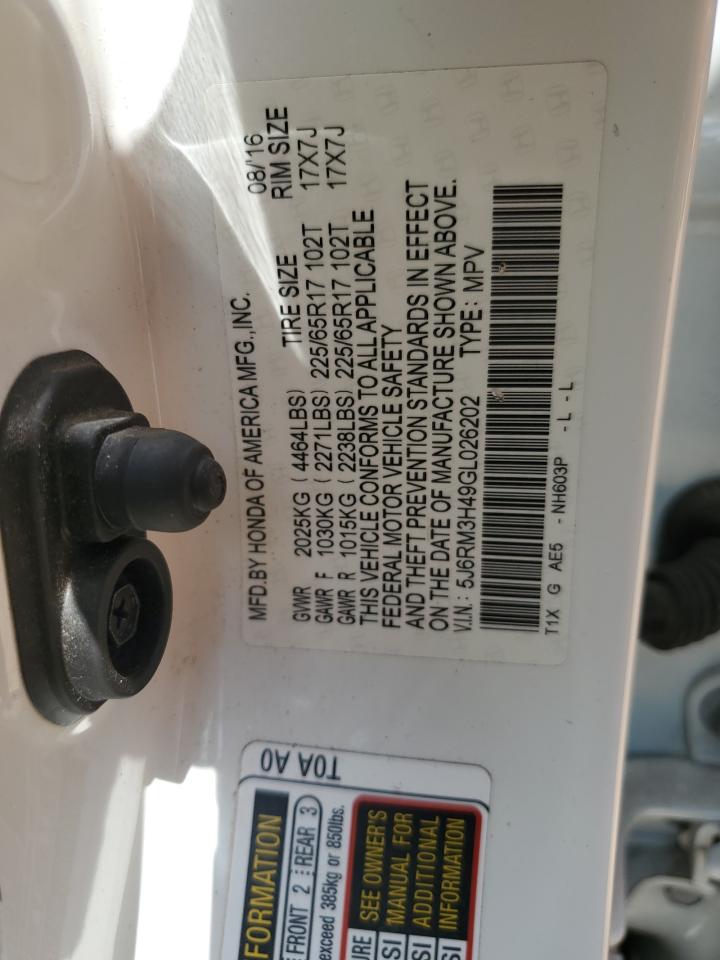 MFD.BY HONDA OF AMERICA MFG.,INC. 08/'16
GVWR 2025KG ( 4464LBS) TIRE SIZE RIM SIZE
GAWR F 1030KG ( 2271LBS) 225/65R17 102T 17X7J
GAWR R 1015KG ( 2238LBS) 225/65R17 102T 17X7J
THIS VEHICLE CONFORMS TO ALL APPLICABLE
FEDERAL MOTOR VEHICLE SAFETY
AND THEFT PREVENTION STANDARDS IN EFFECT
ON THE DATE OF MANUFACTURE SHOWN ABOVE.
V.I.N.: 5J6RM3H49GL026202 TYPE: MPV
T1X G AE5 - NH603P - L - L
T0A A0
FRONT 2 REAR 3
exceed 385kg or 850lbs.
SEE OWNER'S
MANUAL FOR
ADDITIONAL
INFORMATION